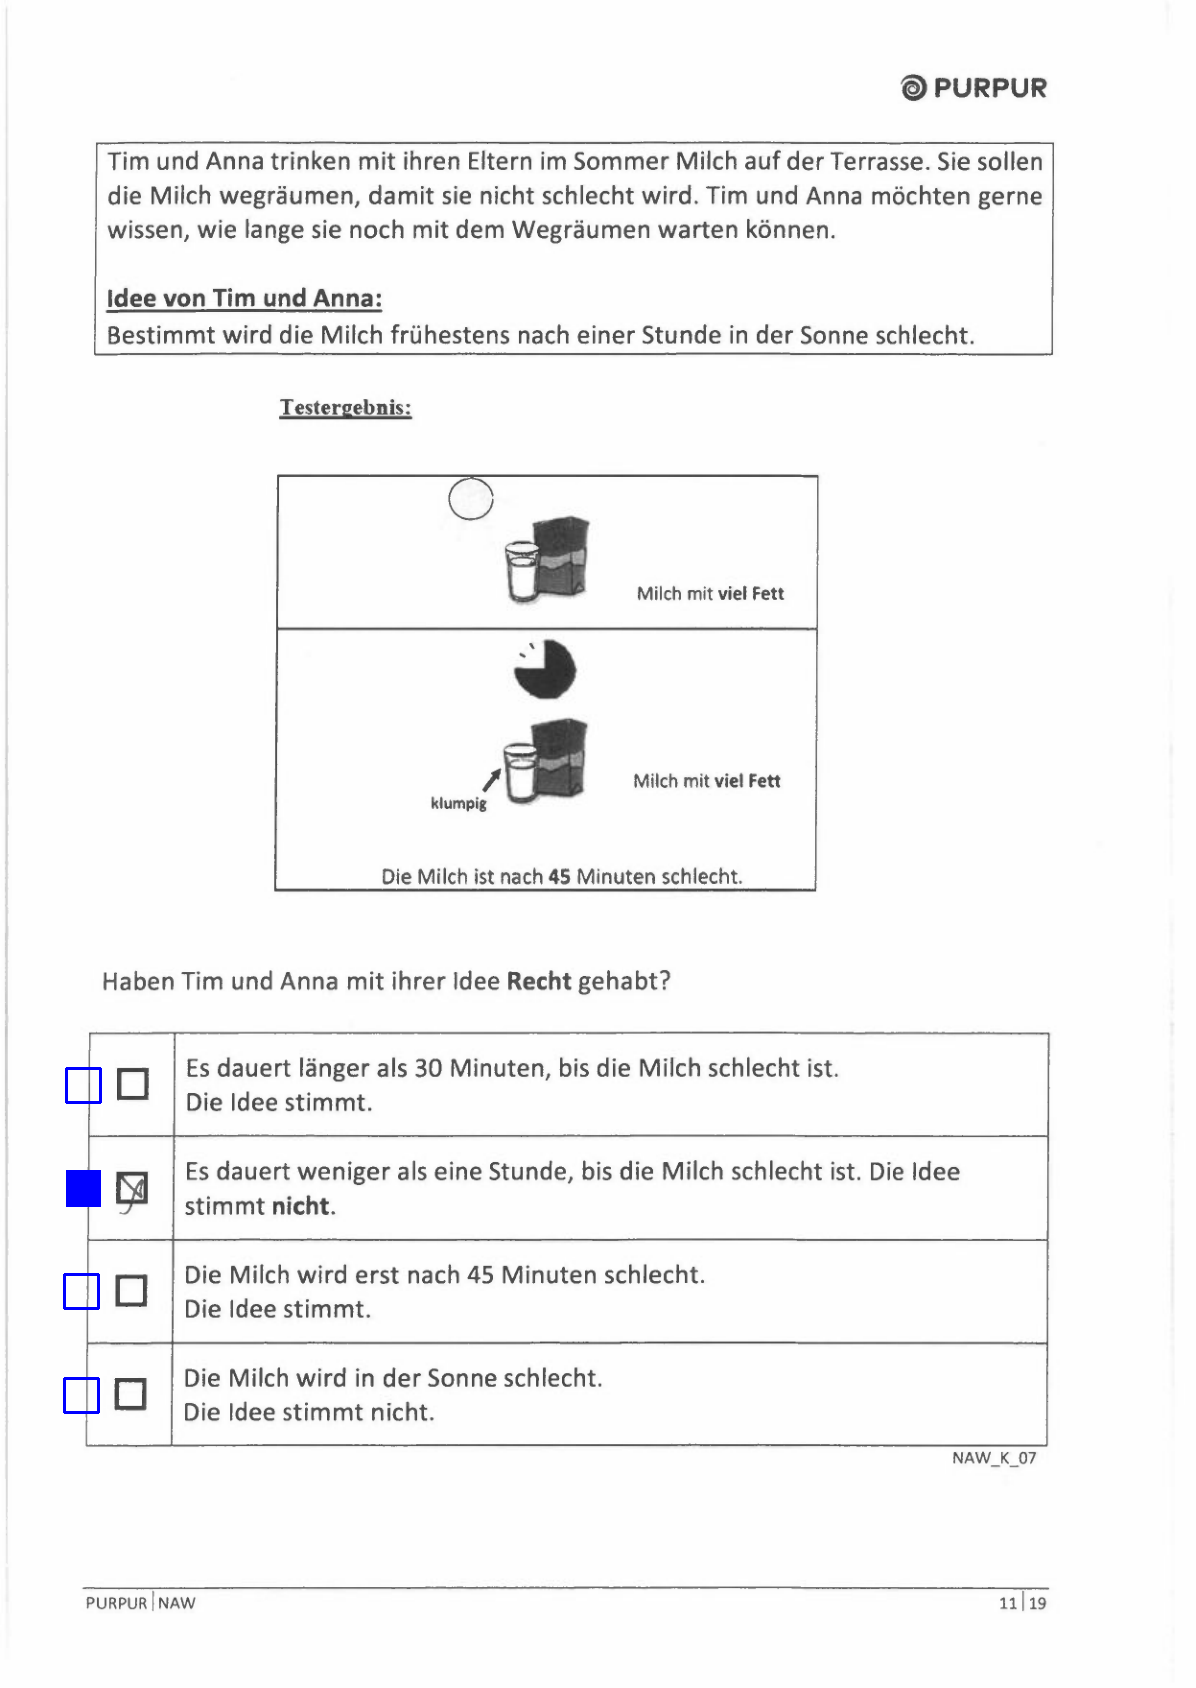 PURPUR
Tim und Anna trinken mit ihren Eltern im Sommer Milch auf der Terrasse. Sie sollen
die Milch wegräumen, damit sie nicht schlecht wird. Tim und Anna möchten gerne
wissen, wie lange sie noch mit dem Wegräumen warten können.
Idee von Tim und Anna:
Bestimmt wird die Milch frühestens nach einer Stunde in der Sonne schlecht.
Testergebnis:
Milch mit viel Fett
Milch mit viel Fett
klumpig
Die Milch ist nach 45 Minuten schlecht.
Haben Tim und Anna mit ihrer Idee Recht gehabt?
Es dauert länger als 30 Minuten, bis die Milch schlecht ist.
Die Idee stimmt.
Es dauert weniger als eine Stunde, bis die Milch schlecht ist. Die Idee
stimmt nicht.
Die Milch wird erst nach 45 Minuten schlecht.
Die Idee stimmt.
Die Milch wird in der Sonne schlecht.
Die Idee stimmt nicht.
NAW_K_07
PURPUR | NAW
11 | 19